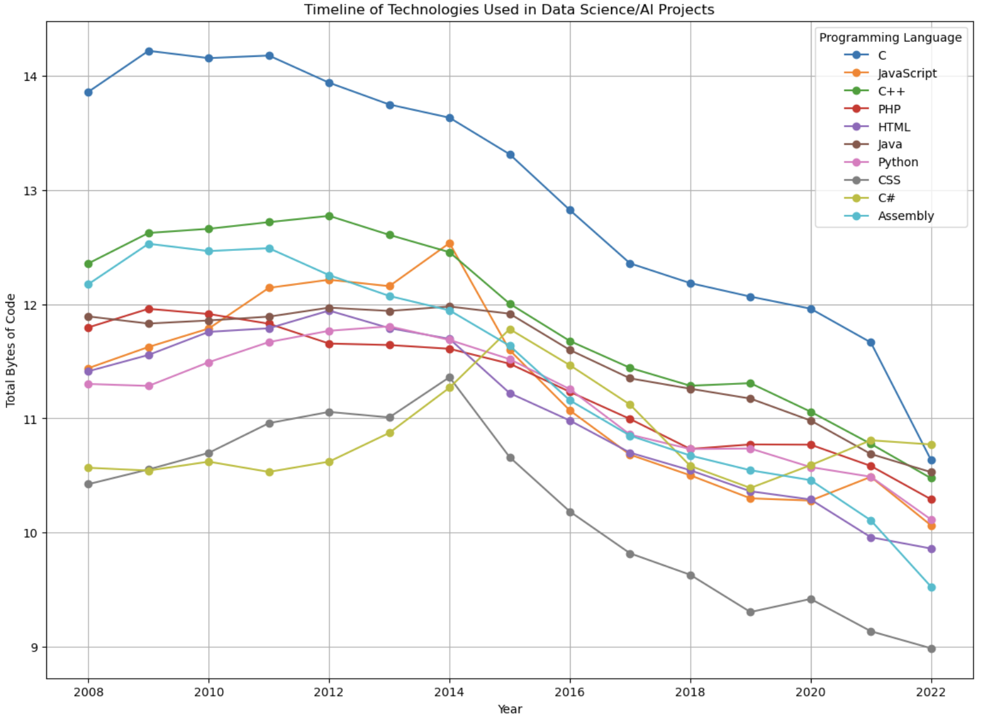 Timeline of Technologies Used in Data Science/AI Projects
Programming Language
C
JavaScript
C++
PHP
HTML
Java
Python
CSS
C#
Assembly
Total Bytes of Code
14
13
12
11
10
9
2008 2010 2012 2014 2016 2018 2020 2022
Year